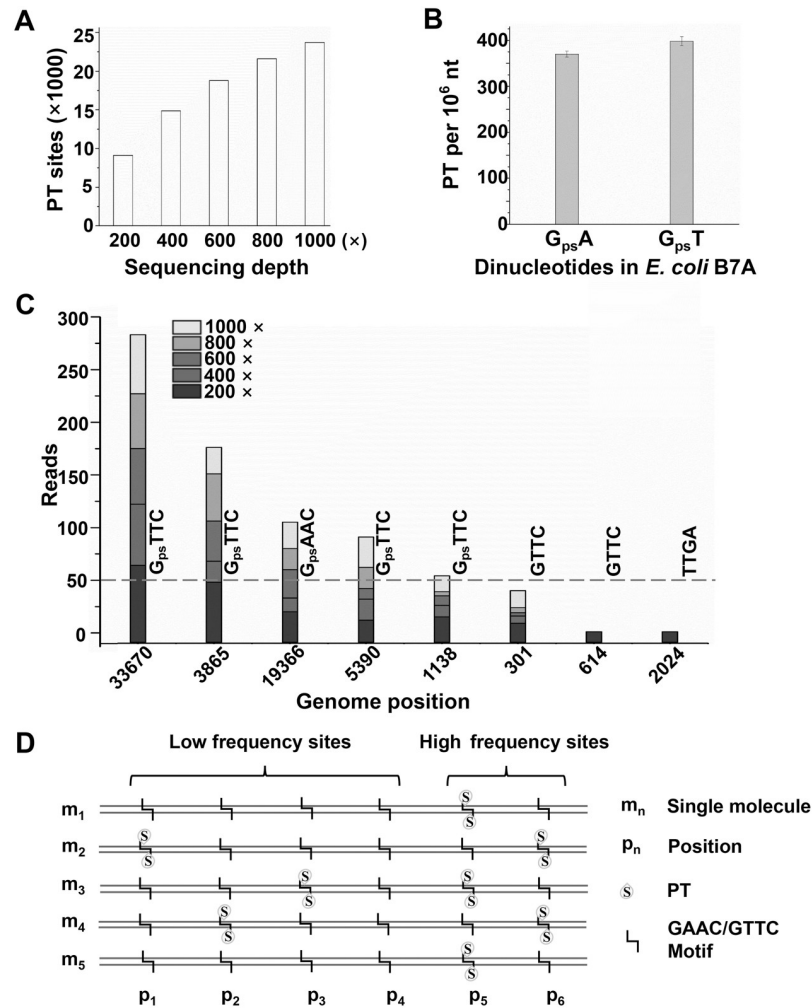 A
PT sites (×1000)
25
20
15
10
5
0
200 400 600 800 1000 (×)
Sequencing depth
B
PT per 10⁶ nt
400
300
200
100
0
GpsA GpsT
Dinucleotides in E. coli B7A
C
Reads
300
250
200
150
100
50
0
1000 ×
800 ×
600 ×
400 ×
200 ×
GpsTTC
GpsTTC
GpsAAC
GpsTTC
GpsTTC
GTTC
GTTC
TTGA
33670 3865 19366 5390 1138 301 614 2024
Genome position
D
Low frequency sites High frequency sites
m₁ S S
m₂ S S S S
m₃ S S S S
m₄ S S S S
m₅ S S
p₁ p₂ p₃ p₄ p₅ p₆
mₙ Single molecule
pₙ Position
S PT
GAAC/GTTC
Motif